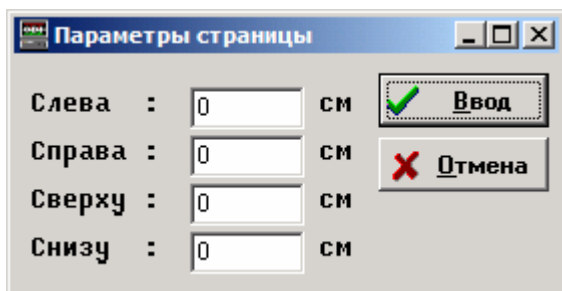 Параметры страницы
Слева : 0 см
Ввод
Справа : 0 см
Отмена
Сверху : 0 см
Снизу : 0 см